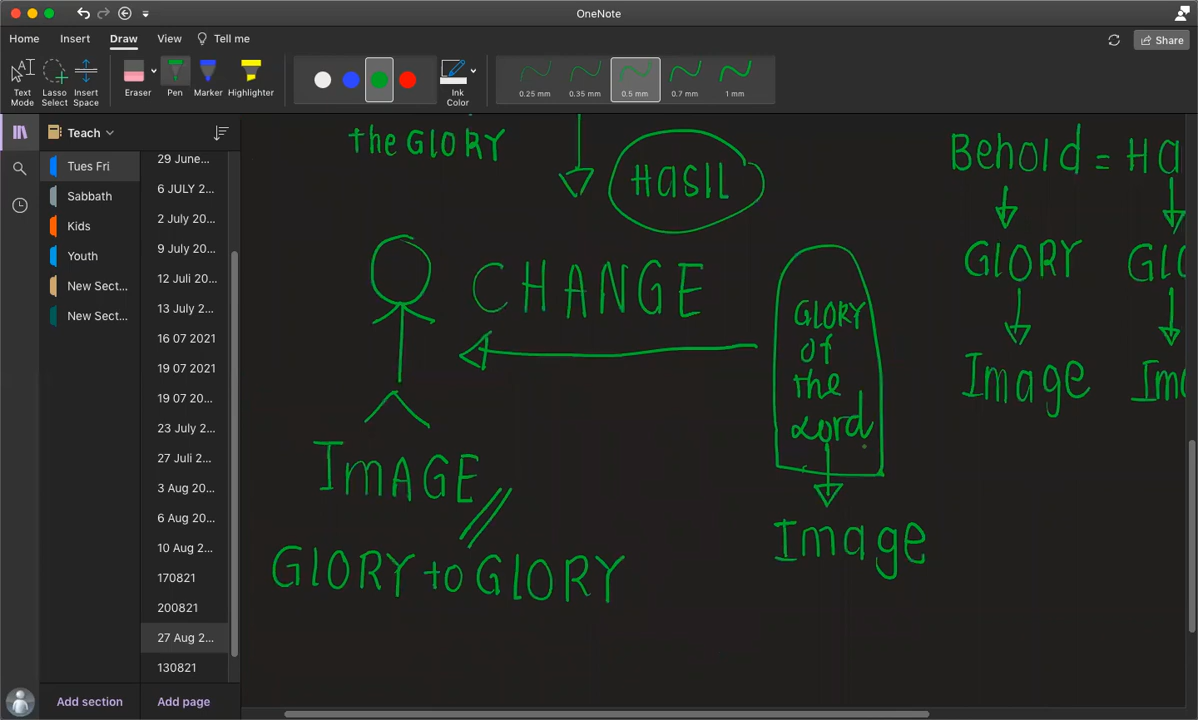 OneNote
Home Insert Draw View Tell me
Share
Text Mode
Lasso Select
Insert Space
Eraser
Pen
Marker
Highlighter
Ink Color
0.25 mm
0.35 mm
0.5 mm
0.7 mm
1 mm
Teach
Tues Fri
Sabbath
Kids
Youth
New Sect...
New Sect...
Add section
29 June...
6 JULY 2...
2 July 20...
9 July 20...
12 Juli 20...
13 July 2...
16 07 2021
19 07 2021
19 07 20...
23 July 2...
27 Juli 2...
3 Aug 20...
6 Aug 20...
10 Aug 2...
170821
200821
27 Aug 2...
130821
Add page
the GLORY
HASIL
CHANGE
IMAGE
GLORY to GLORY
GLORY
of
the
Lord
Image
Behold = Ha
GLORY GLO
Image Im